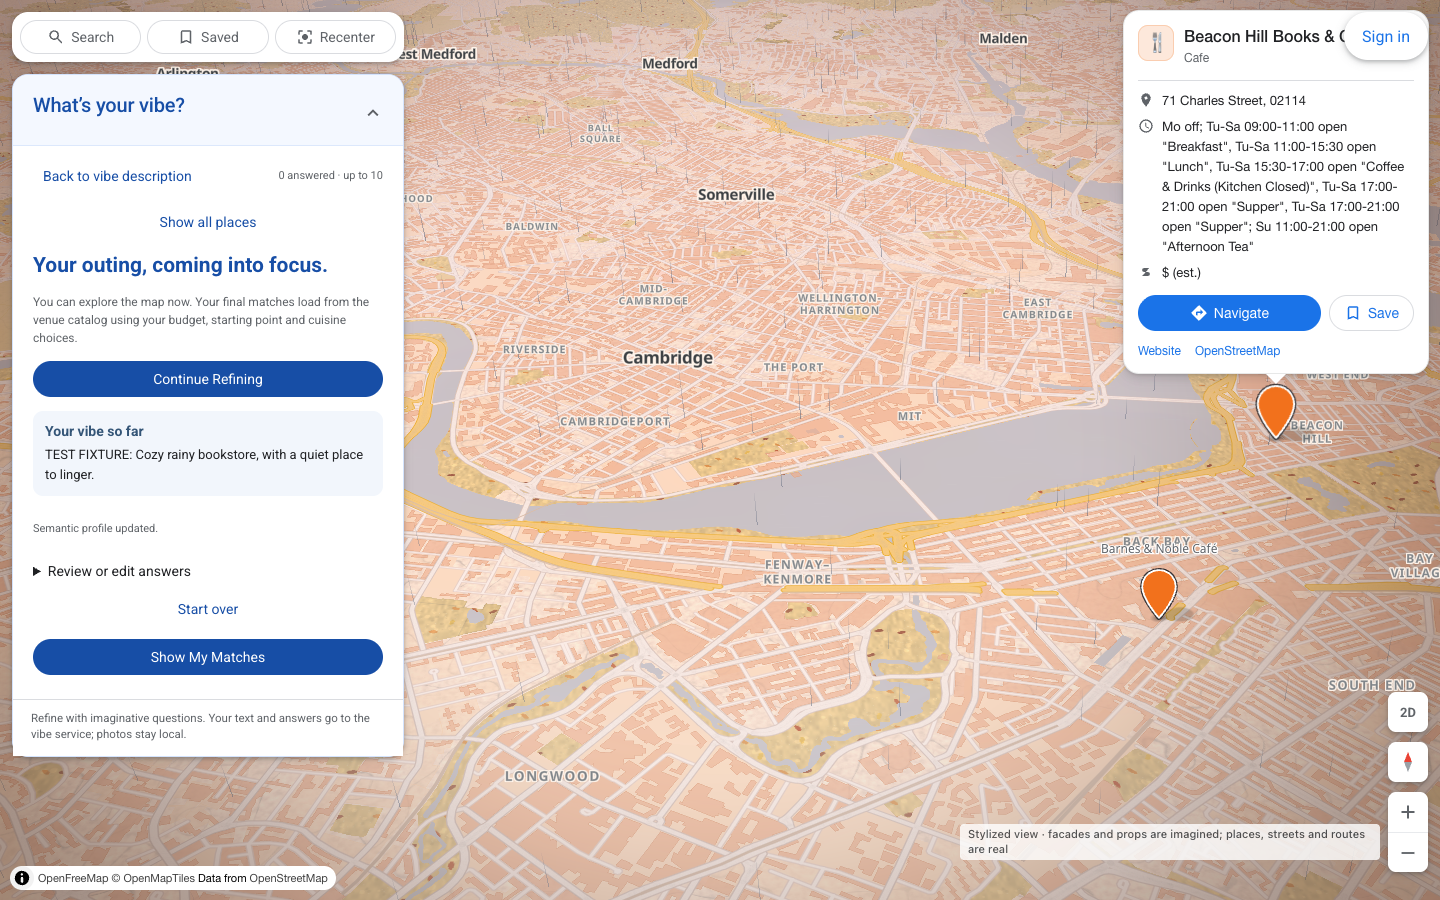 Search
Saved
Recenter
What's your vibe?
Back to vibe description
0 answered · up to 10
Show all places
Your outing, coming into focus.
You can explore the map now. Your final matches load from the
venue catalog using your budget, starting point and cuisine
choices.
Continue Refining
Your vibe so far
TEST FIXTURE: Cozy rainy bookstore, with a quiet place
to linger.
Semantic profile updated.
Review or edit answers
Start over
Show My Matches
Refine with imaginative questions. Your text and answers go to the
vibe service; photos stay local.
Beacon Hill Books &
Sign in
Cafe
71 Charles Street, 02114
Mo off; Tu-Sa 09:00-11:00 open
"Breakfast", Tu-Sa 11:00-15:30 open
"Lunch", Tu-Sa 15:30-17:00 open "Coffee
& Drinks (Kitchen Closed)", Tu-Sa 17:00-
21:00 open "Supper", Tu-Sa 17:00-21:00
open "Supper"; Su 11:00-21:00 open
"Afternoon Tea"
$ (est.)
Navigate
Save
Website
OpenStreetMap
Arlington
est Medford
Medford
Malden
BALL
SQUARE
Somerville
HOOD
BALDWIN
MID-
CAMBRIDGE
WELLINGTON-
HARRINGTON
EAST
CAMBRIDGE
RIVERSIDE
Cambridge
THE PORT
WEST END
CAMBRIDGEPORT
MIT
BEACON
HILL
BACK BAY
Barnes & Noble Café
FENWAY-
KENMORE
BAY
VILLAG
SOUTH END
LONGWOOD
2D
Stylized view · facades and props are imagined; places, streets and routes
are real
OpenFreeMap © OpenMapTiles Data from OpenStreetMap